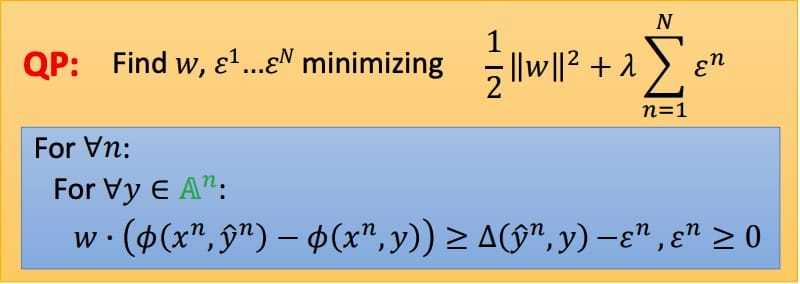 QP: Find w, ε¹...εᴺ minimizing 1/2 ‖w‖² + λ ∑_{n=1}^{N} εⁿ
For ∀n:
For ∀y ∈ 𝔸ⁿ:
w · (ϕ(xⁿ, ŷⁿ) − ϕ(xⁿ, y)) ≥ Δ(ŷⁿ, y) −εⁿ , εⁿ ≥ 0